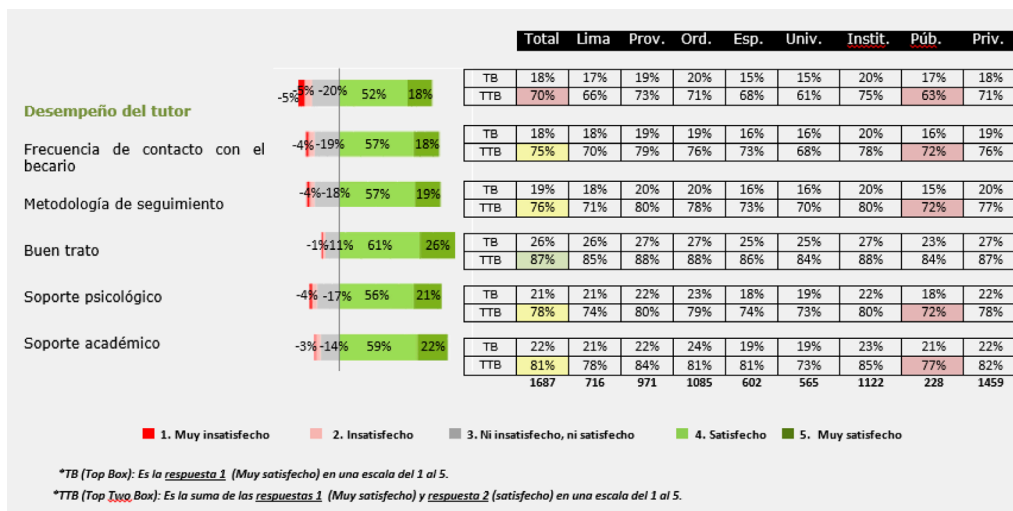 Total Lima Prov. Ord. Esp. Univ. Instit. Púb. Priv.
Desempeño del tutor
-5% -5% -20% 52% 18%
TB 18% 17% 19% 20% 15% 15% 20% 17% 18%
TTB 70% 66% 73% 71% 68% 61% 75% 63% 71%
Frecuencia de contacto con el
becario
-4% -19% 57% 18%
TB 18% 18% 19% 19% 16% 16% 20% 16% 19%
TTB 75% 70% 79% 76% 73% 68% 78% 72% 76%
Metodología de seguimiento
-4% -18% 57% 19%
TB 19% 18% 20% 20% 16% 16% 20% 15% 20%
TTB 76% 71% 80% 78% 73% 70% 80% 72% 77%
Buen trato
-1% 11% 61% 26%
TB 26% 26% 27% 27% 25% 25% 27% 23% 27%
TTB 87% 85% 88% 88% 86% 84% 88% 84% 87%
Soporte psicológico
-4% -17% 56% 21%
TB 21% 21% 22% 23% 18% 19% 22% 18% 22%
TTB 78% 74% 80% 79% 74% 73% 80% 72% 78%
Soporte académico
-3% -14% 59% 22%
TB 22% 21% 22% 24% 19% 19% 23% 21% 22%
TTB 81% 78% 84% 81% 81% 73% 85% 77% 82%
1687 716 971 1085 602 565 1122 228 1459
1. Muy insatisfecho 2. Insatisfecho 3. Ni insatisfecho, ni satisfecho 4. Satisfecho 5. Muy satisfecho
*TB (Top Box): Es la respuesta 1 (Muy satisfecho) en una escala del 1 al 5.
*TTB (Top Two Box): Es la suma de las respuestas 1 (Muy satisfecho) y respuesta 2 (satisfecho) en una escala del 1 al 5.